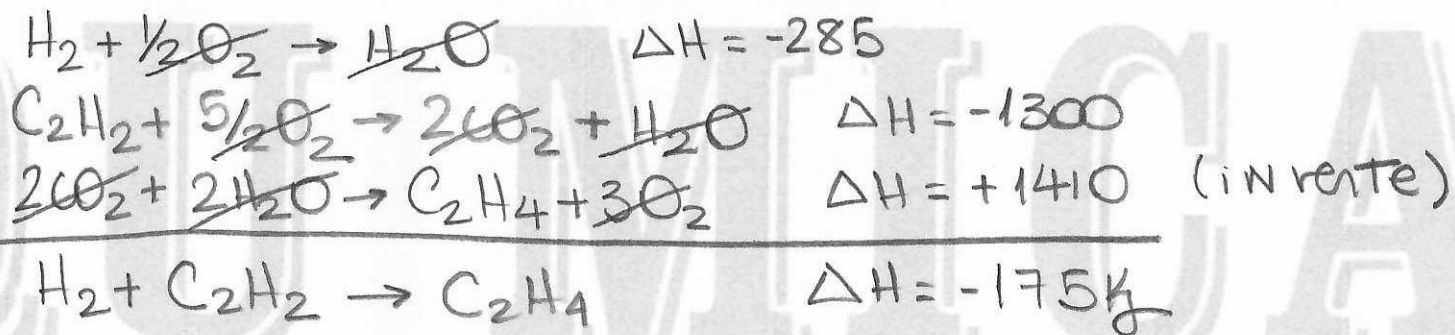 H₂ + 1/2O₂ → H₂O ΔH = -285
C₂H₂ + 5/2O₂ → 2CO₂ + H₂O ΔH = -1300
2CO₂ + 2H₂O → C₂H₄ + 3O₂ ΔH = +1410 (inverte)
H₂ + C₂H₂ → C₂H₄ ΔH = -175kJ